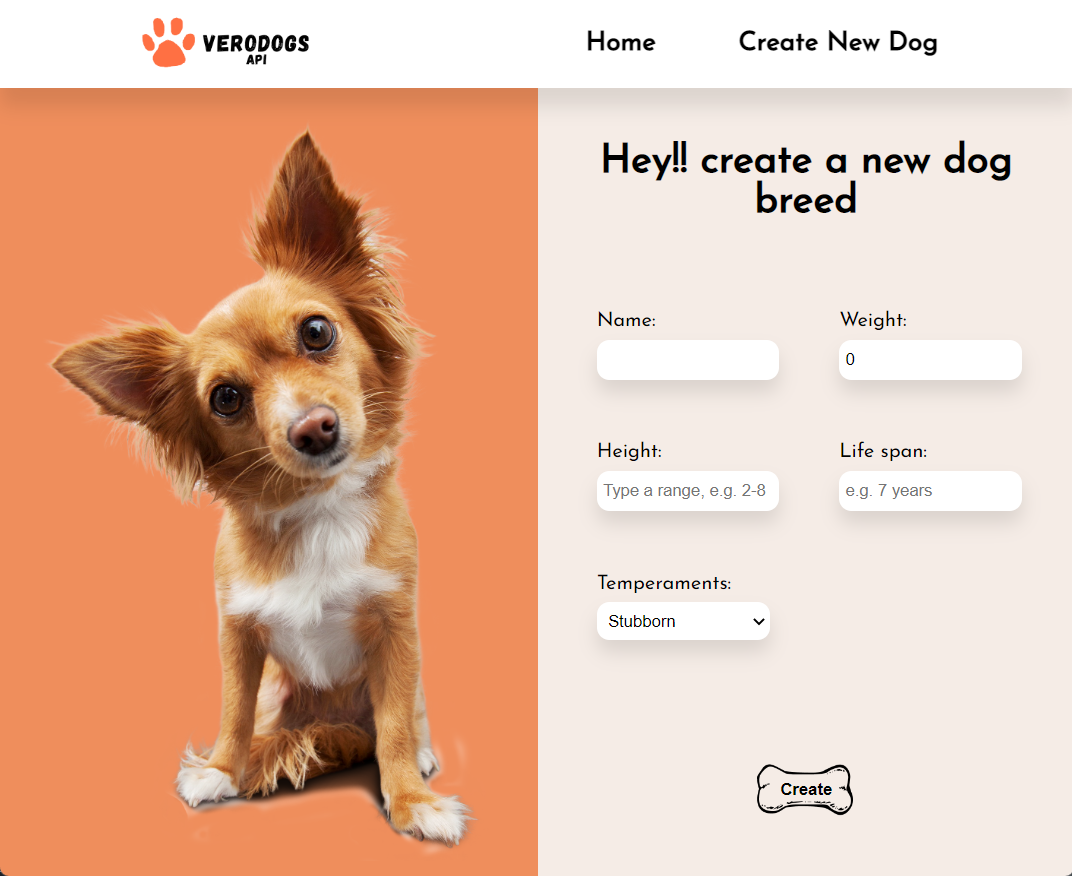 VERODOGS
API
Home
Create New Dog
Hey!! create a new dog
breed
Name:
Weight:
0
Height:
Life span:
Type a range, e.g. 2-8
e.g. 7 years
Temperaments:
Stubborn
Create